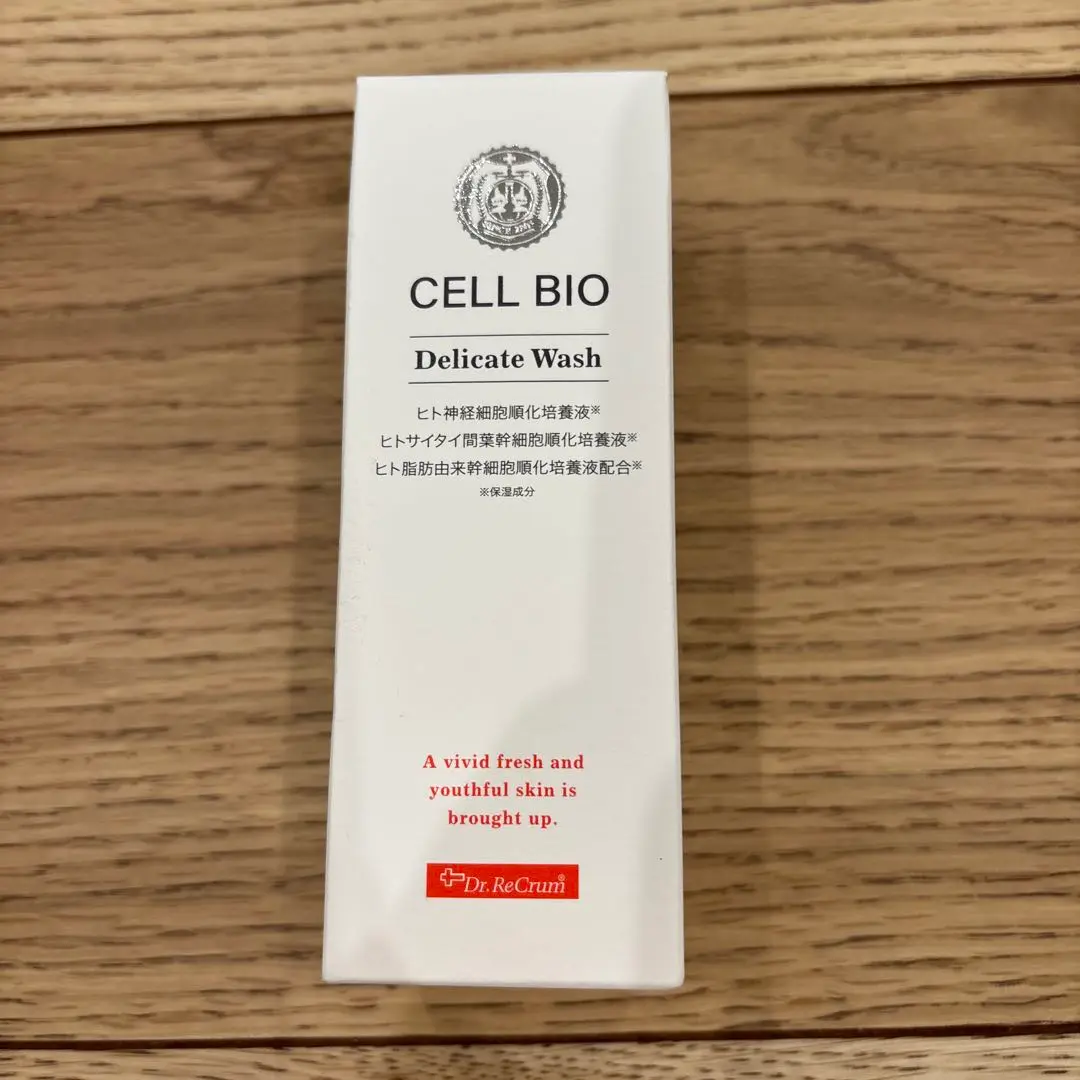 CELL BIO
Delicate Wash
ヒト神経細胞順化培養液※
ヒトサイタイ間葉幹細胞順化培養液※
ヒト脂肪由来幹細胞順化培養液配合※
※保湿成分
A vivid fresh and
youthful skin is
brought up.
Dr.ReCrum®